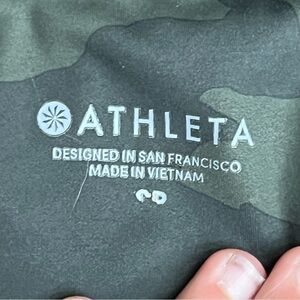 ATHLETA
DESIGNED IN SAN FRANCISCO
MADE IN VIETNAM